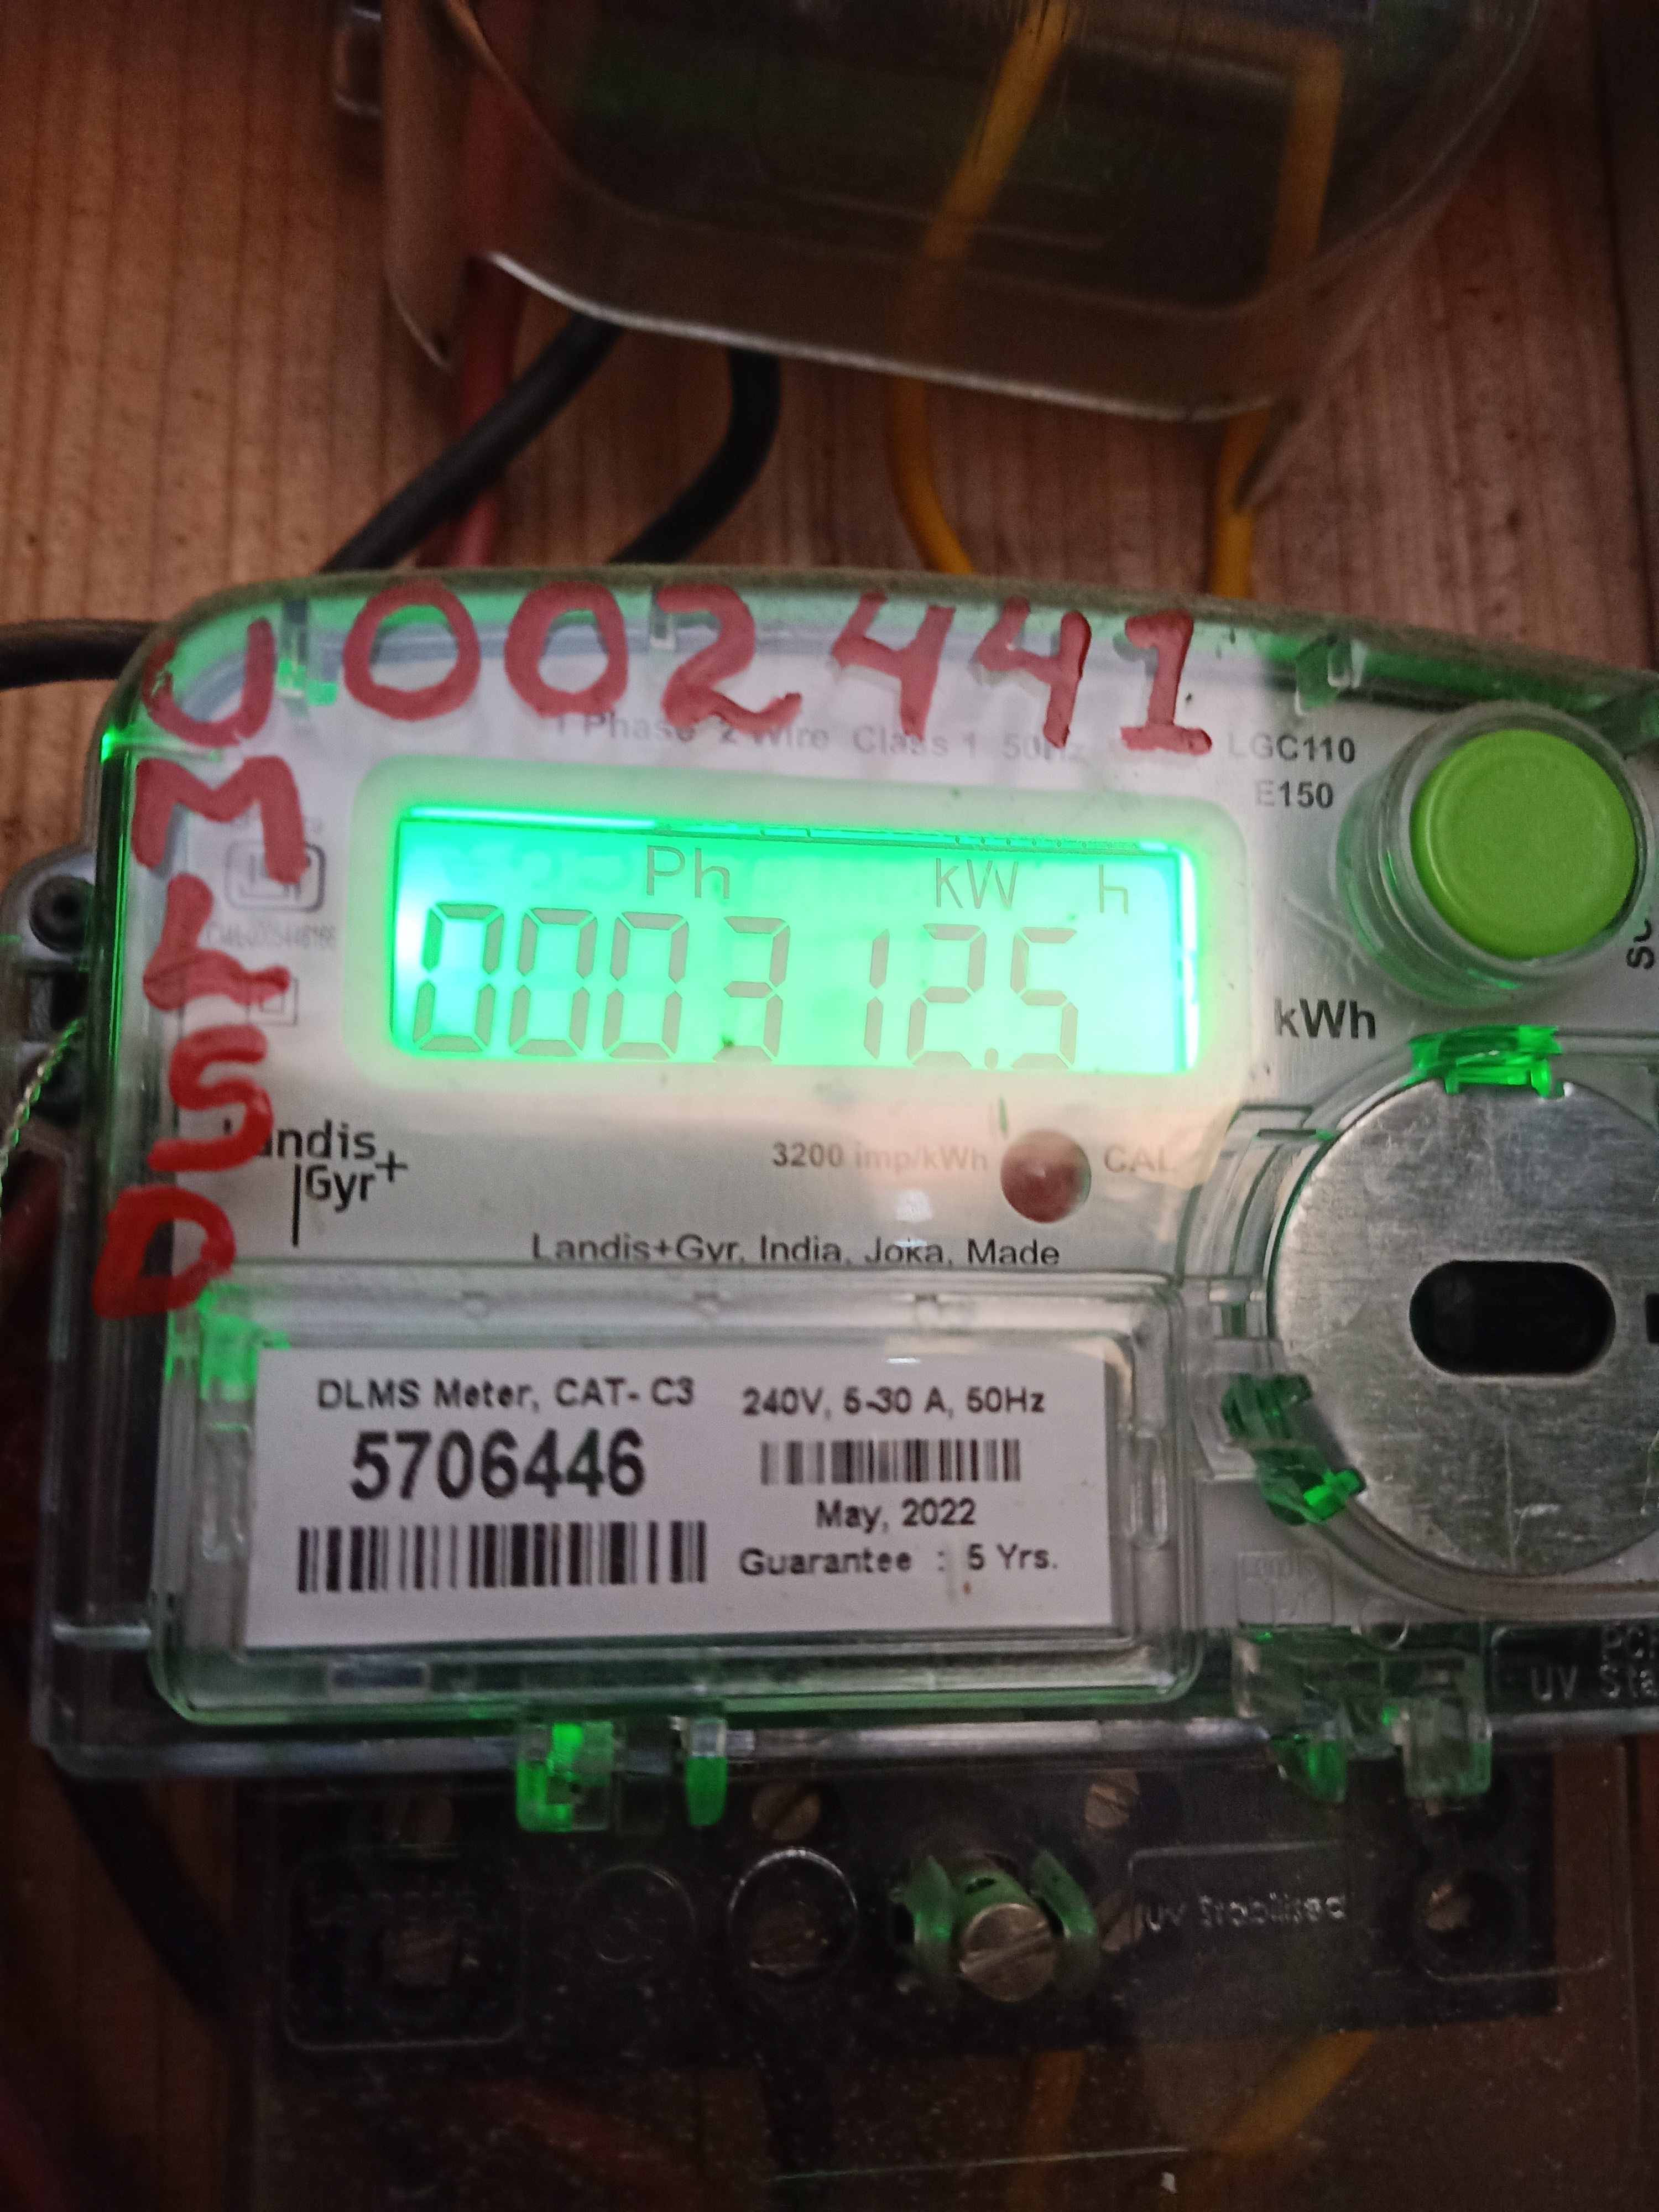 U002441
M
L
S
D
1 Phase 2 Wire Class 1 50Hz
LGC110
E150
Ph kW h
000312.5
kWh
Landis
Gyr+
3200 imp/kWh CAL
Landis+Gyr, India, Joka, Made
DLMS Meter, CAT- C3
5706446
240V, 5-30 A, 50Hz
May, 2022
Guarantee : 5 Yrs.
UV Sta
UV Stabilised